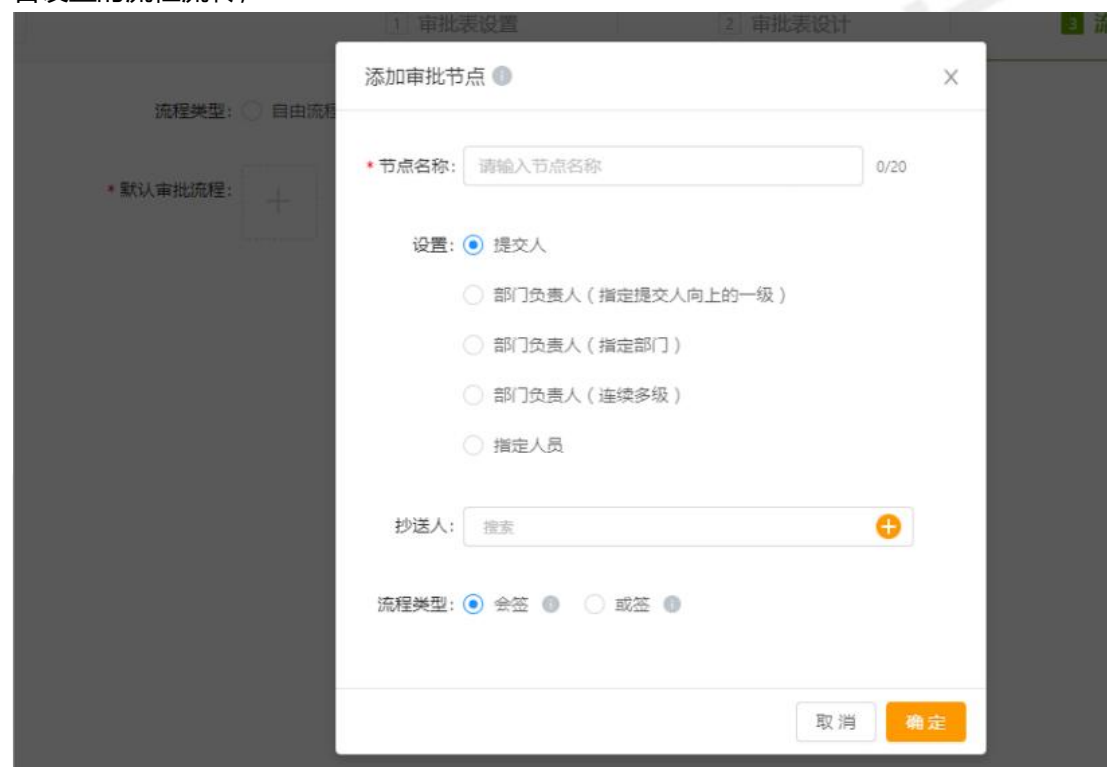 1 审批表设置
2 审批表设计
3 流
添加审批节点
流程类型: 自由流程
* 节点名称: 请输入节点名称 0/20
* 默认审批流程:
设置: 提交人
部门负责人 ( 指定提交人向上的一级 )
部门负责人 ( 指定部门 )
部门负责人 ( 连续多级 )
指定人员
抄送人: 搜索
流程类型: 会签 或签
取 消 确 定